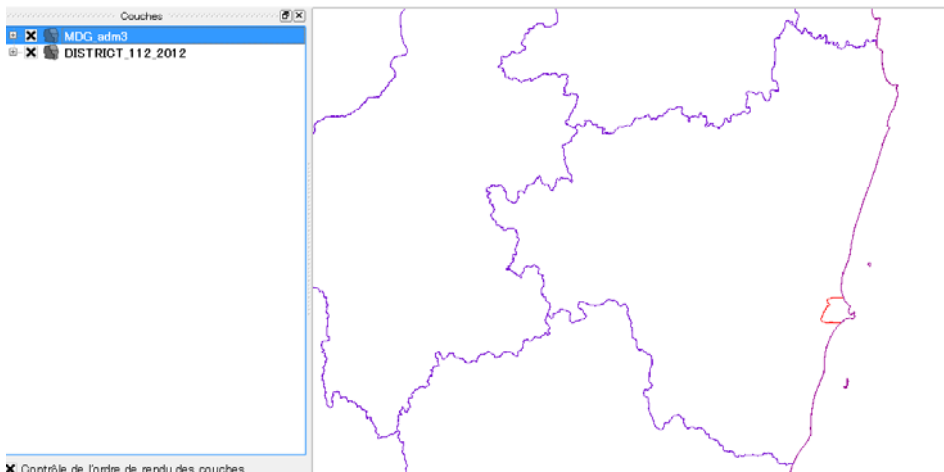 Couches
MDG_adm3
DISTRICT_112_2012
Contrôle de l'ordre de rendu des couches